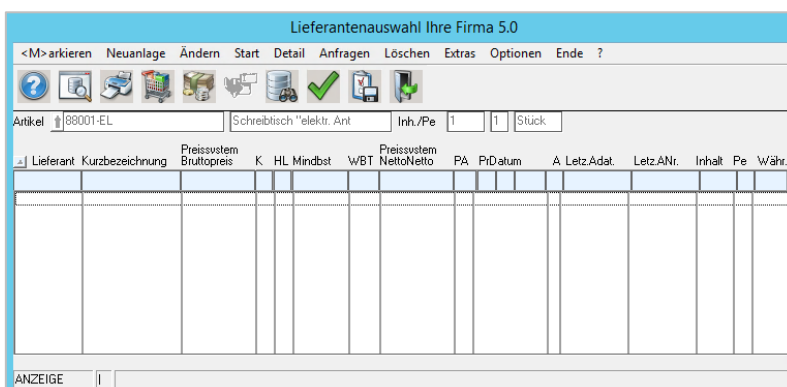 Lieferantenauswahl Ihre Firma 5.0
<M>arkieren Neuanlage Ändern Start Detail Anfragen Löschen Extras Optionen Ende ?
Artikel 88001-EL Schreibtisch "elektr. Ant Inh./Pe 1 1 Stück
Preissystem Preissystem
Lieferant Kurzbezeichnung Bruttopreis K HL Mindbst WBT NettoNetto PA PrDatum A Letz.Adat. Letz.ANr. Inhalt Pe Währ.
ANZEIGE